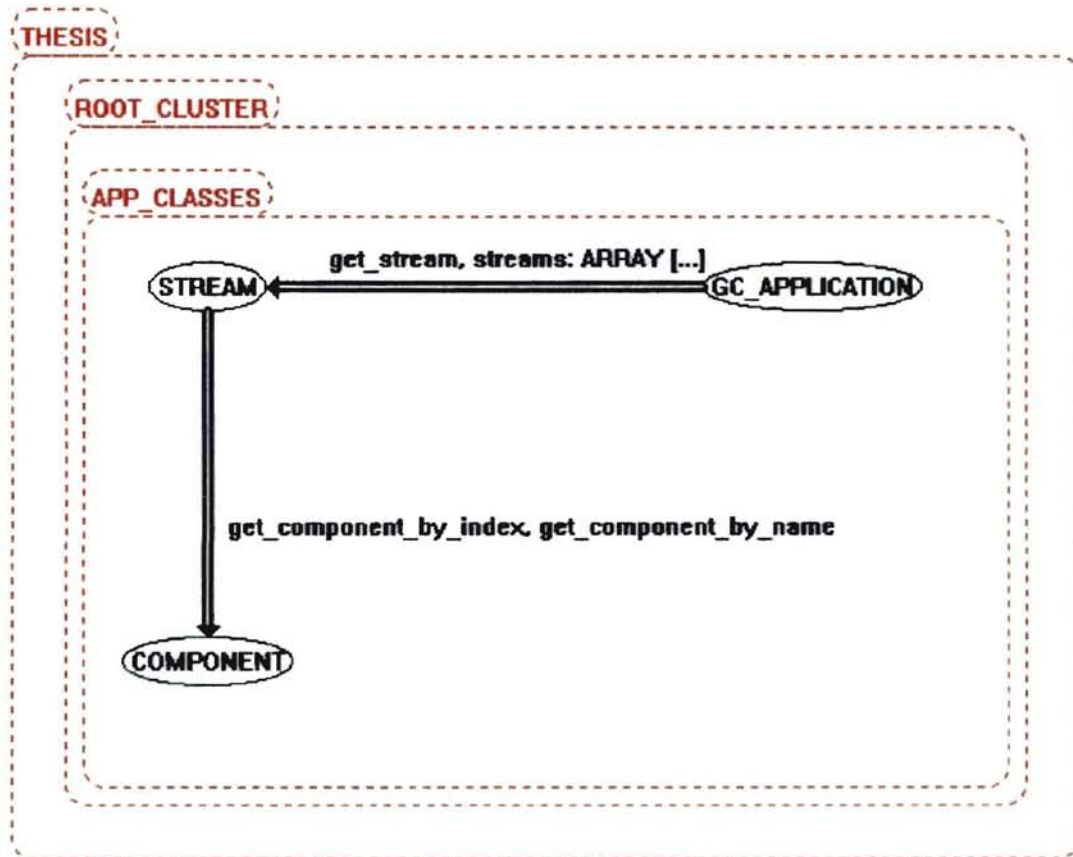 THESIS
ROOT_CLUSTER
APP_CLASSES
get_stream, streams: ARRAY [...]
STREAM
GC_APPLICATION
get_component_by_index, get_component_by_name
COMPONENT